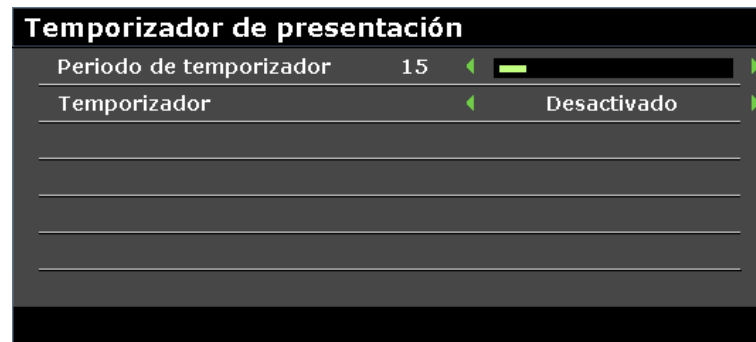 Temporizador de presentación
Periodo de temporizador 15
Temporizador Desactivado